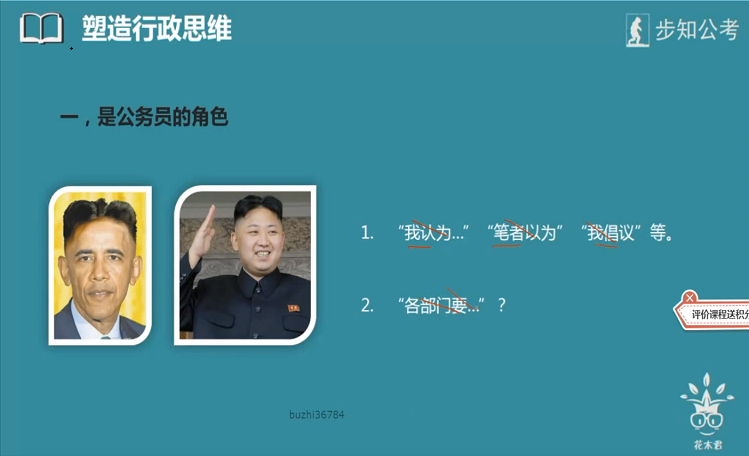 塑造行政思维
步知公考
一，是公务员的角色
1. “我认为...” “笔者以为” “我倡议” 等。
2. “各部门要...” ？
评价课程送积分
buzhi36784
花木君